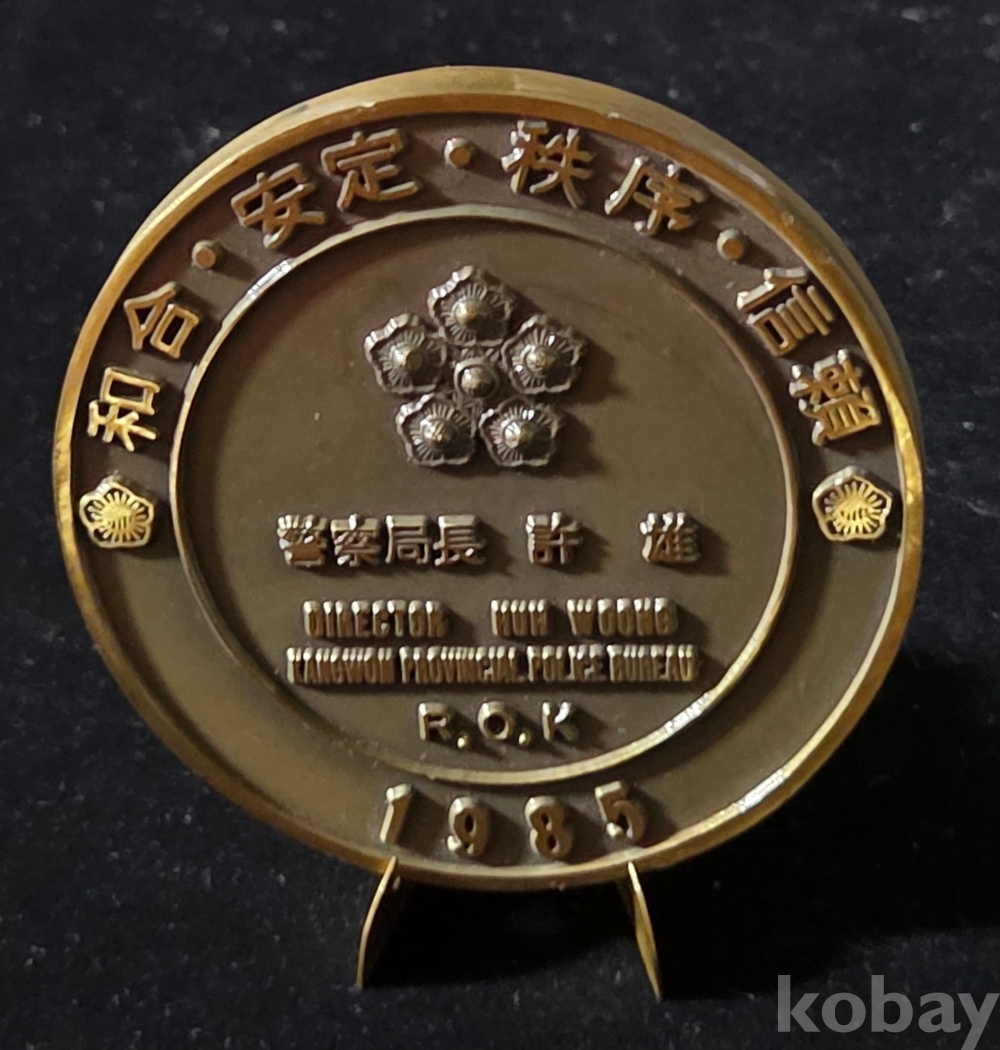 和合·安定·秩序·信賴
警察局長 許 雄
DIRECTOR HUH WOONG
KANGWON PROVINCIAL POLICE BUREAU
R.O.K
1985
kobay